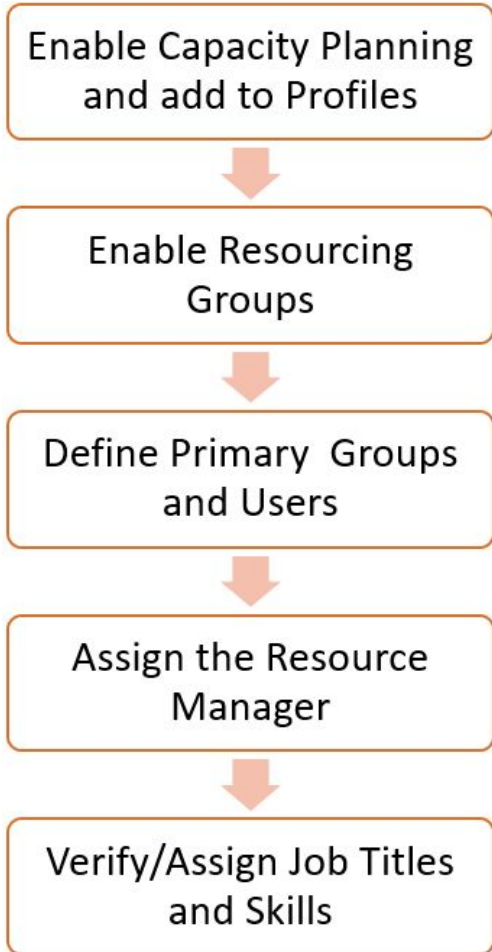 Enable Capacity Planning
and add to Profiles
Enable Resourcing
Groups
Define Primary  Groups
and Users
Assign the Resource
Manager
Verify/Assign Job Titles
and Skills